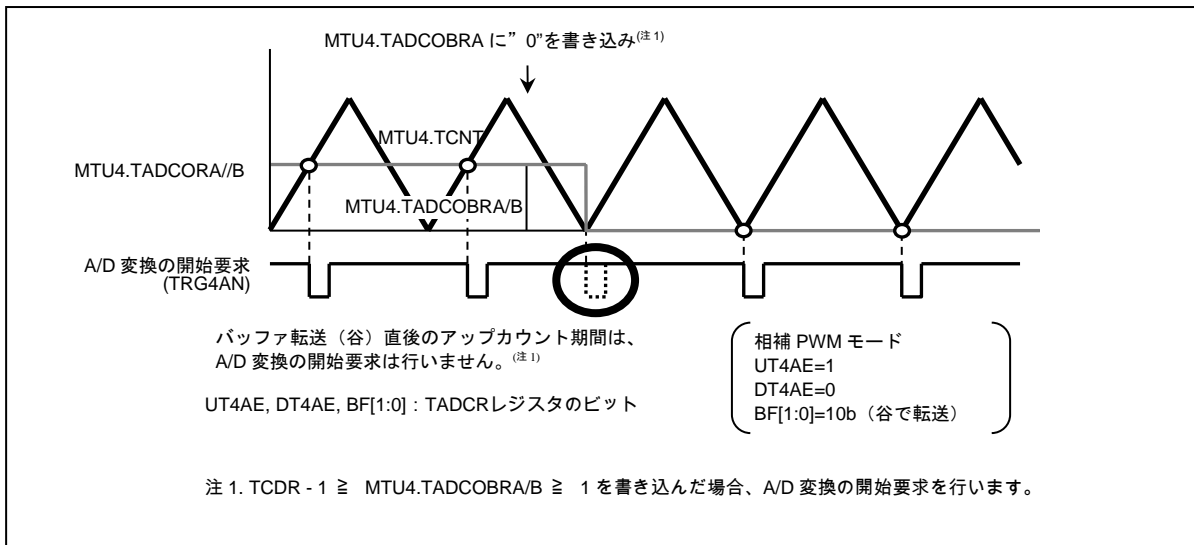 MTU4.TADCOBRA に” 0”を書き込み(注 1)
MTU4.TCNT
MTU4.TADCORA//B
MTU4.TADCOBRA/B
A/D 変換の開始要求
(TRG4AN)
バッファ転送（谷）直後のアップカウント期間は、
A/D 変換の開始要求は行いません。(注 1)
UT4AE, DT4AE, BF[1:0] : TADCRレジスタのビット
相補 PWM モード
UT4AE=1
DT4AE=0
BF[1:0]=10b（谷で転送）
注 1. TCDR - 1 ≧ MTU4.TADCOBRA/B ≧ 1 を書き込んだ場合、A/D 変換の開始要求を行います。